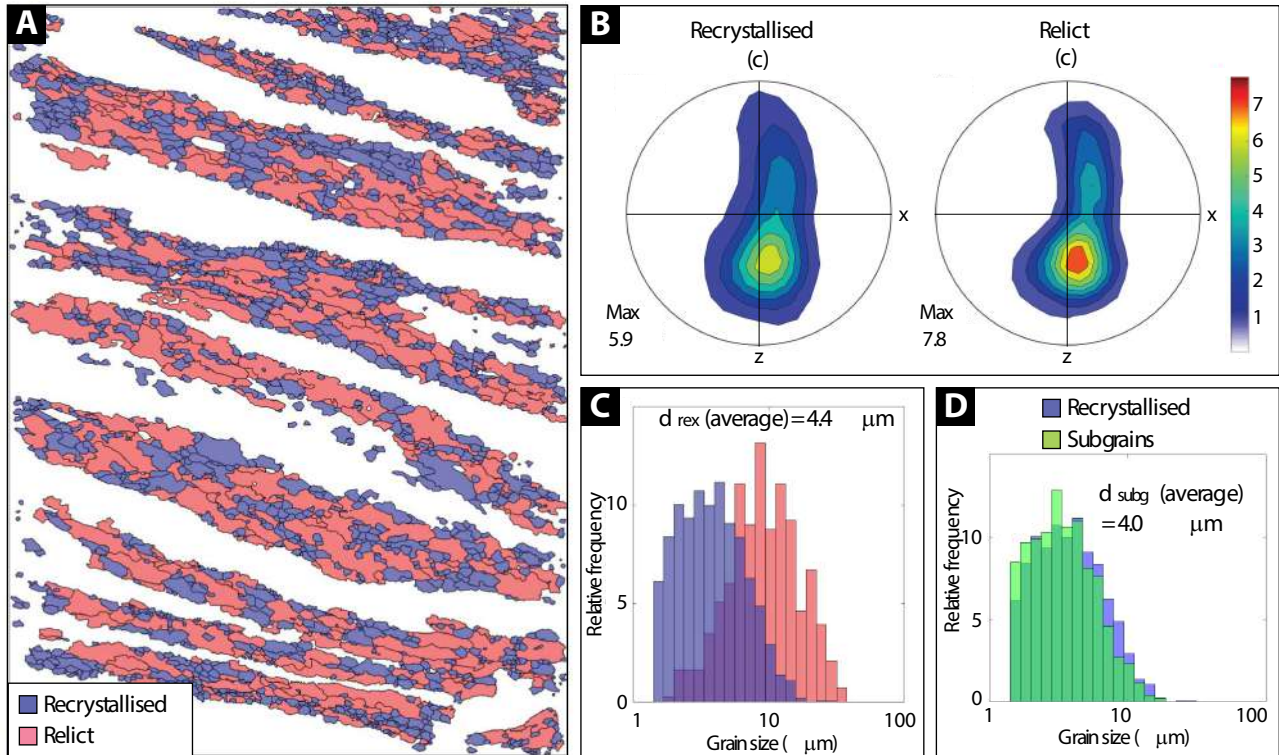 A
Recrystallised
Relict
B
Recrystallised
(c)
Relict
(c)
x
z
Max
5.9
x
z
Max
7.8
7
6
5
4
3
2
1
C
d rex (average) = 4.4 μm
Relative frequency
10
5
0
1
10
100
Grain size ( μm)
D
Recrystallised
Subgrains
d subg (average)
= 4.0 μm
Relative frequency
10
5
0
1
10
100
Grain size ( μm)